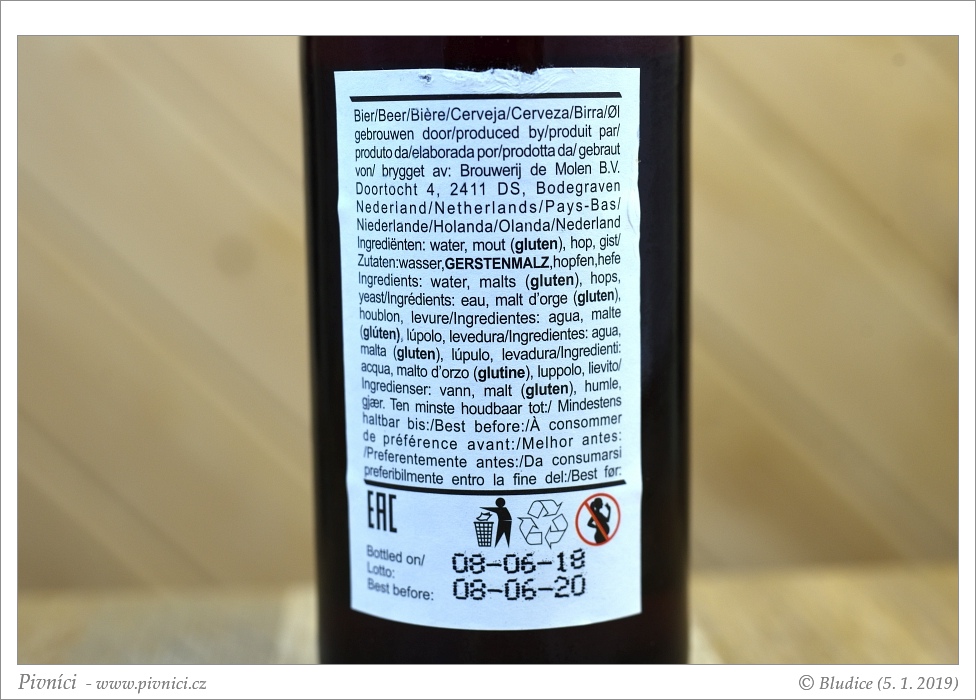 Bier/Beer/Bière/Cerveja/Cerveza/Birra/Øl
gebrouwen door/produced by/produit par/
produto da/elaborada por/prodotta da/ gebraut
von/ brygget av: Brouwerij de Molen B.V.
Doortocht 4, 2411 DS, Bodegraven
Nederland/Netherlands/Pays-Bas/
Niederlande/Holanda/Olanda/Nederland
Ingrediënten: water, mout (gluten), hop, gist/
Zutaten:wasser,GERSTENMALZ,hopfen,hefe
Ingredients: water, malts (gluten), hops,
yeast/Ingrédients: eau, malt d'orge (gluten),
houblon, levure/Ingredientes: agua, malte
(glúten), lúpolo, levedura/Ingredientes: agua,
malta (gluten), lúpulo, levadura/Ingredienti:
acqua, malto d'orzo (glutine), luppolo, lievito/
Ingredienser: vann, malt (gluten), humle,
gjær. Ten minste houdbaar tot:/ Mindestens
haltbar bis:/Best before:/À consommer
de préférence avant:/Melhor antes:
/Preferentemente antes:/Da consumarsi
preferibilmente entro la fine del:/Best før:
EAC
Bottled on/
Lotto:
08-06-18
Best before:
08-06-20
Pivníci - www.pivnici.cz
© Bludice (5. 1. 2019)